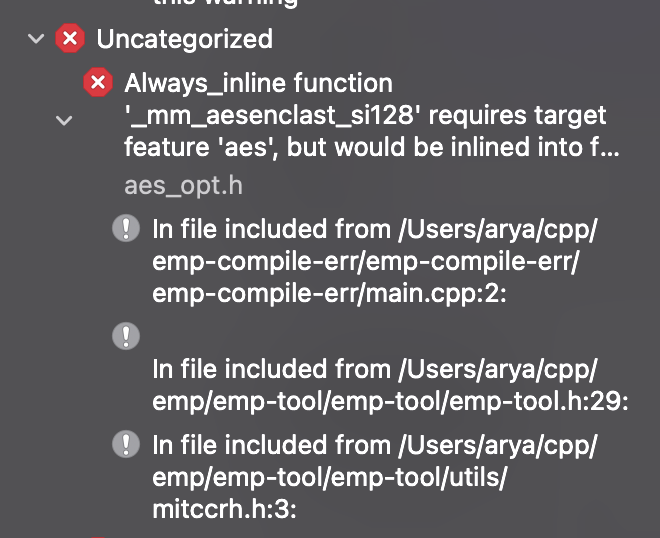 this warning
Uncategorized
Always_inline function
'_mm_aesenclast_si128' requires target
feature 'aes', but would be inlined into f...
aes_opt.h
In file included from /Users/arya/cpp/
emp-compile-err/emp-compile-err/
emp-compile-err/main.cpp:2:
In file included from /Users/arya/cpp/
emp/emp-tool/emp-tool/emp-tool.h:29:
In file included from /Users/arya/cpp/
emp/emp-tool/emp-tool/utils/
mitccrh.h:3: